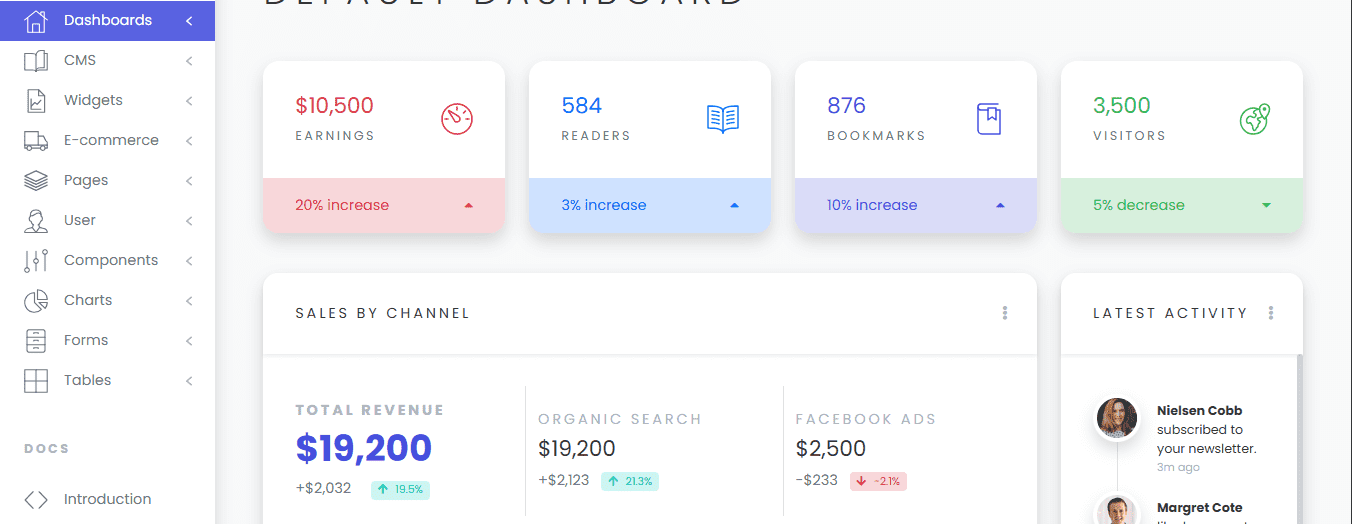 DEFAULT DASHBOARD
Dashboards
CMS
Widgets
E-commerce
Pages
User
Components
Charts
Forms
Tables
DOCS
Introduction
$10,500
EARNINGS
20% increase
584
READERS
3% increase
876
BOOKMARKS
10% increase
3,500
VISITORS
5% decrease
SALES BY CHANNEL
TOTAL REVENUE
$19,200
+$2,032 19.5%
ORGANIC SEARCH
$19,200
+$2,123 21.3%
FACEBOOK ADS
$2,500
-$233 -2.1%
LATEST ACTIVITY
Nielsen Cobb
subscribed to
your newsletter.
3m ago
Margret Cote